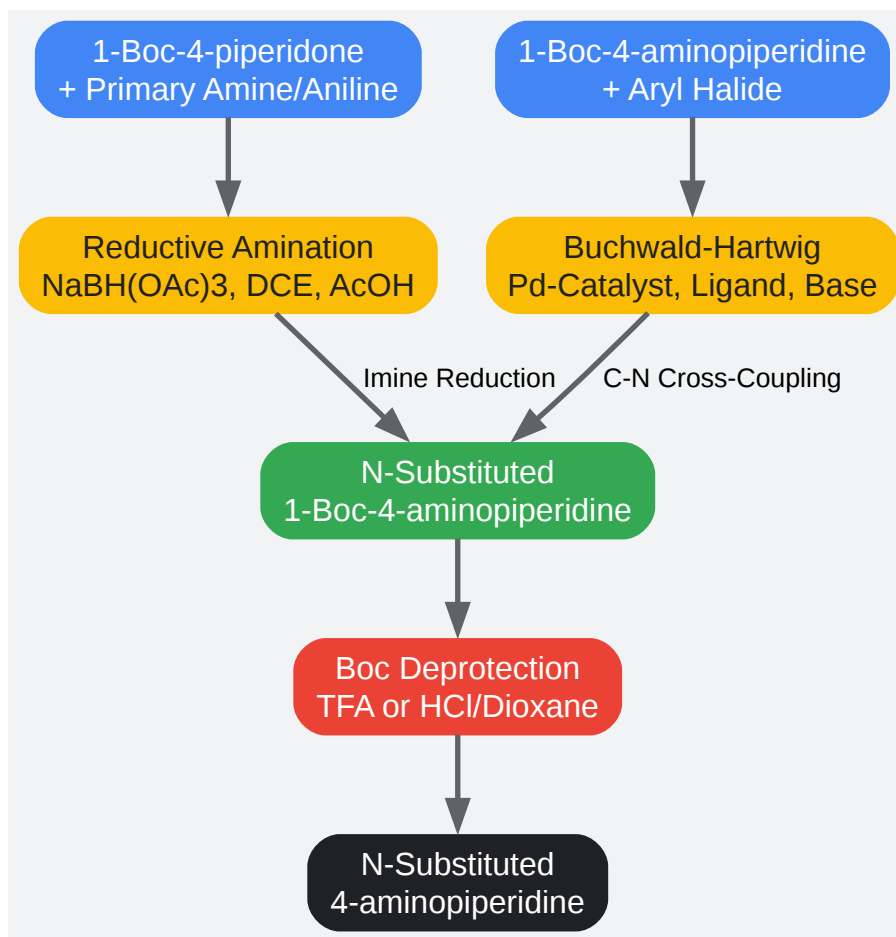 1-Boc-4-piperidone
+ Primary Amine/Aniline
1-Boc-4-aminopiperidine
+ Aryl Halide
Reductive Amination
NaBH(OAc)3, DCE, AcOH
Buchwald-Hartwig
Pd-Catalyst, Ligand, Base
Imine Reduction
C-N Cross-Coupling
N-Substituted
1-Boc-4-aminopiperidine
Boc Deprotection
TFA or HCl/Dioxane
N-Substituted
4-aminopiperidine